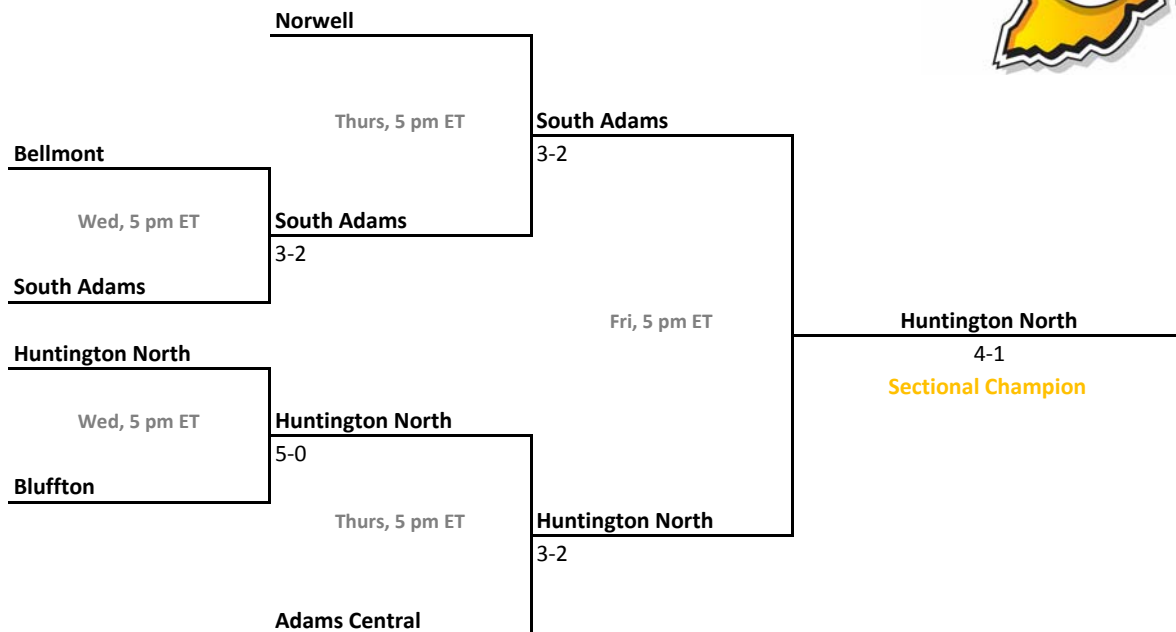 Norwell
Thurs, 5 pm ET
South Adams
3-2
Bellmont
Wed, 5 pm ET
South Adams
3-2
South Adams
Fri, 5 pm ET
Huntington North
4-1
Sectional Champion
Huntington North
Wed, 5 pm ET
Huntington North
5-0
Bluffton
Thurs, 5 pm ET
Huntington North
3-2
Adams Central